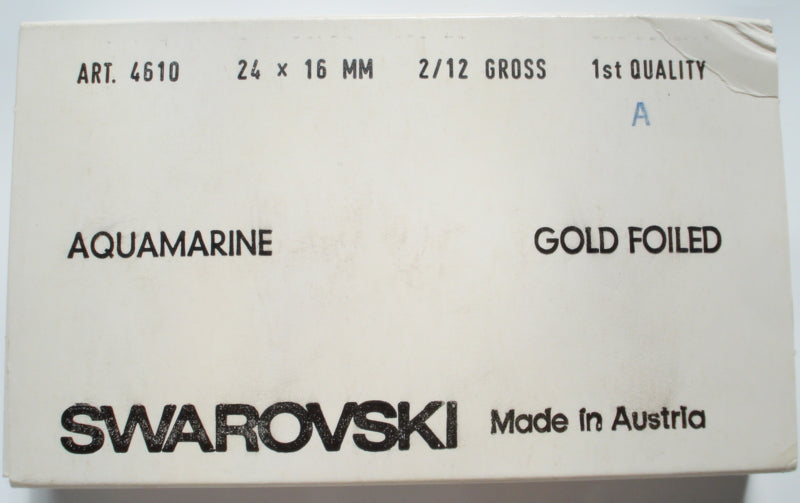 ART. 4610 24 × 16 MM 2/12 GROSS 1st QUALITY
A
AQUAMARINE GOLD FOILED
SWAROVSKI Made in Austria